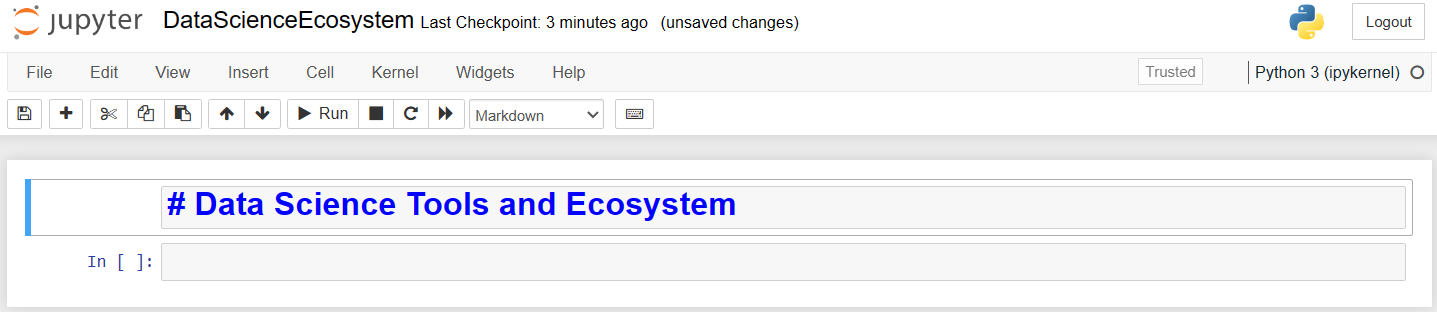 jupyter DataScienceEcosystem Last Checkpoint: 3 minutes ago (unsaved changes) Logout
File Edit View Insert Cell Kernel Widgets Help Trusted Python 3 (ipykernel)
Run Markdown
# Data Science Tools and Ecosystem
In [ ]: